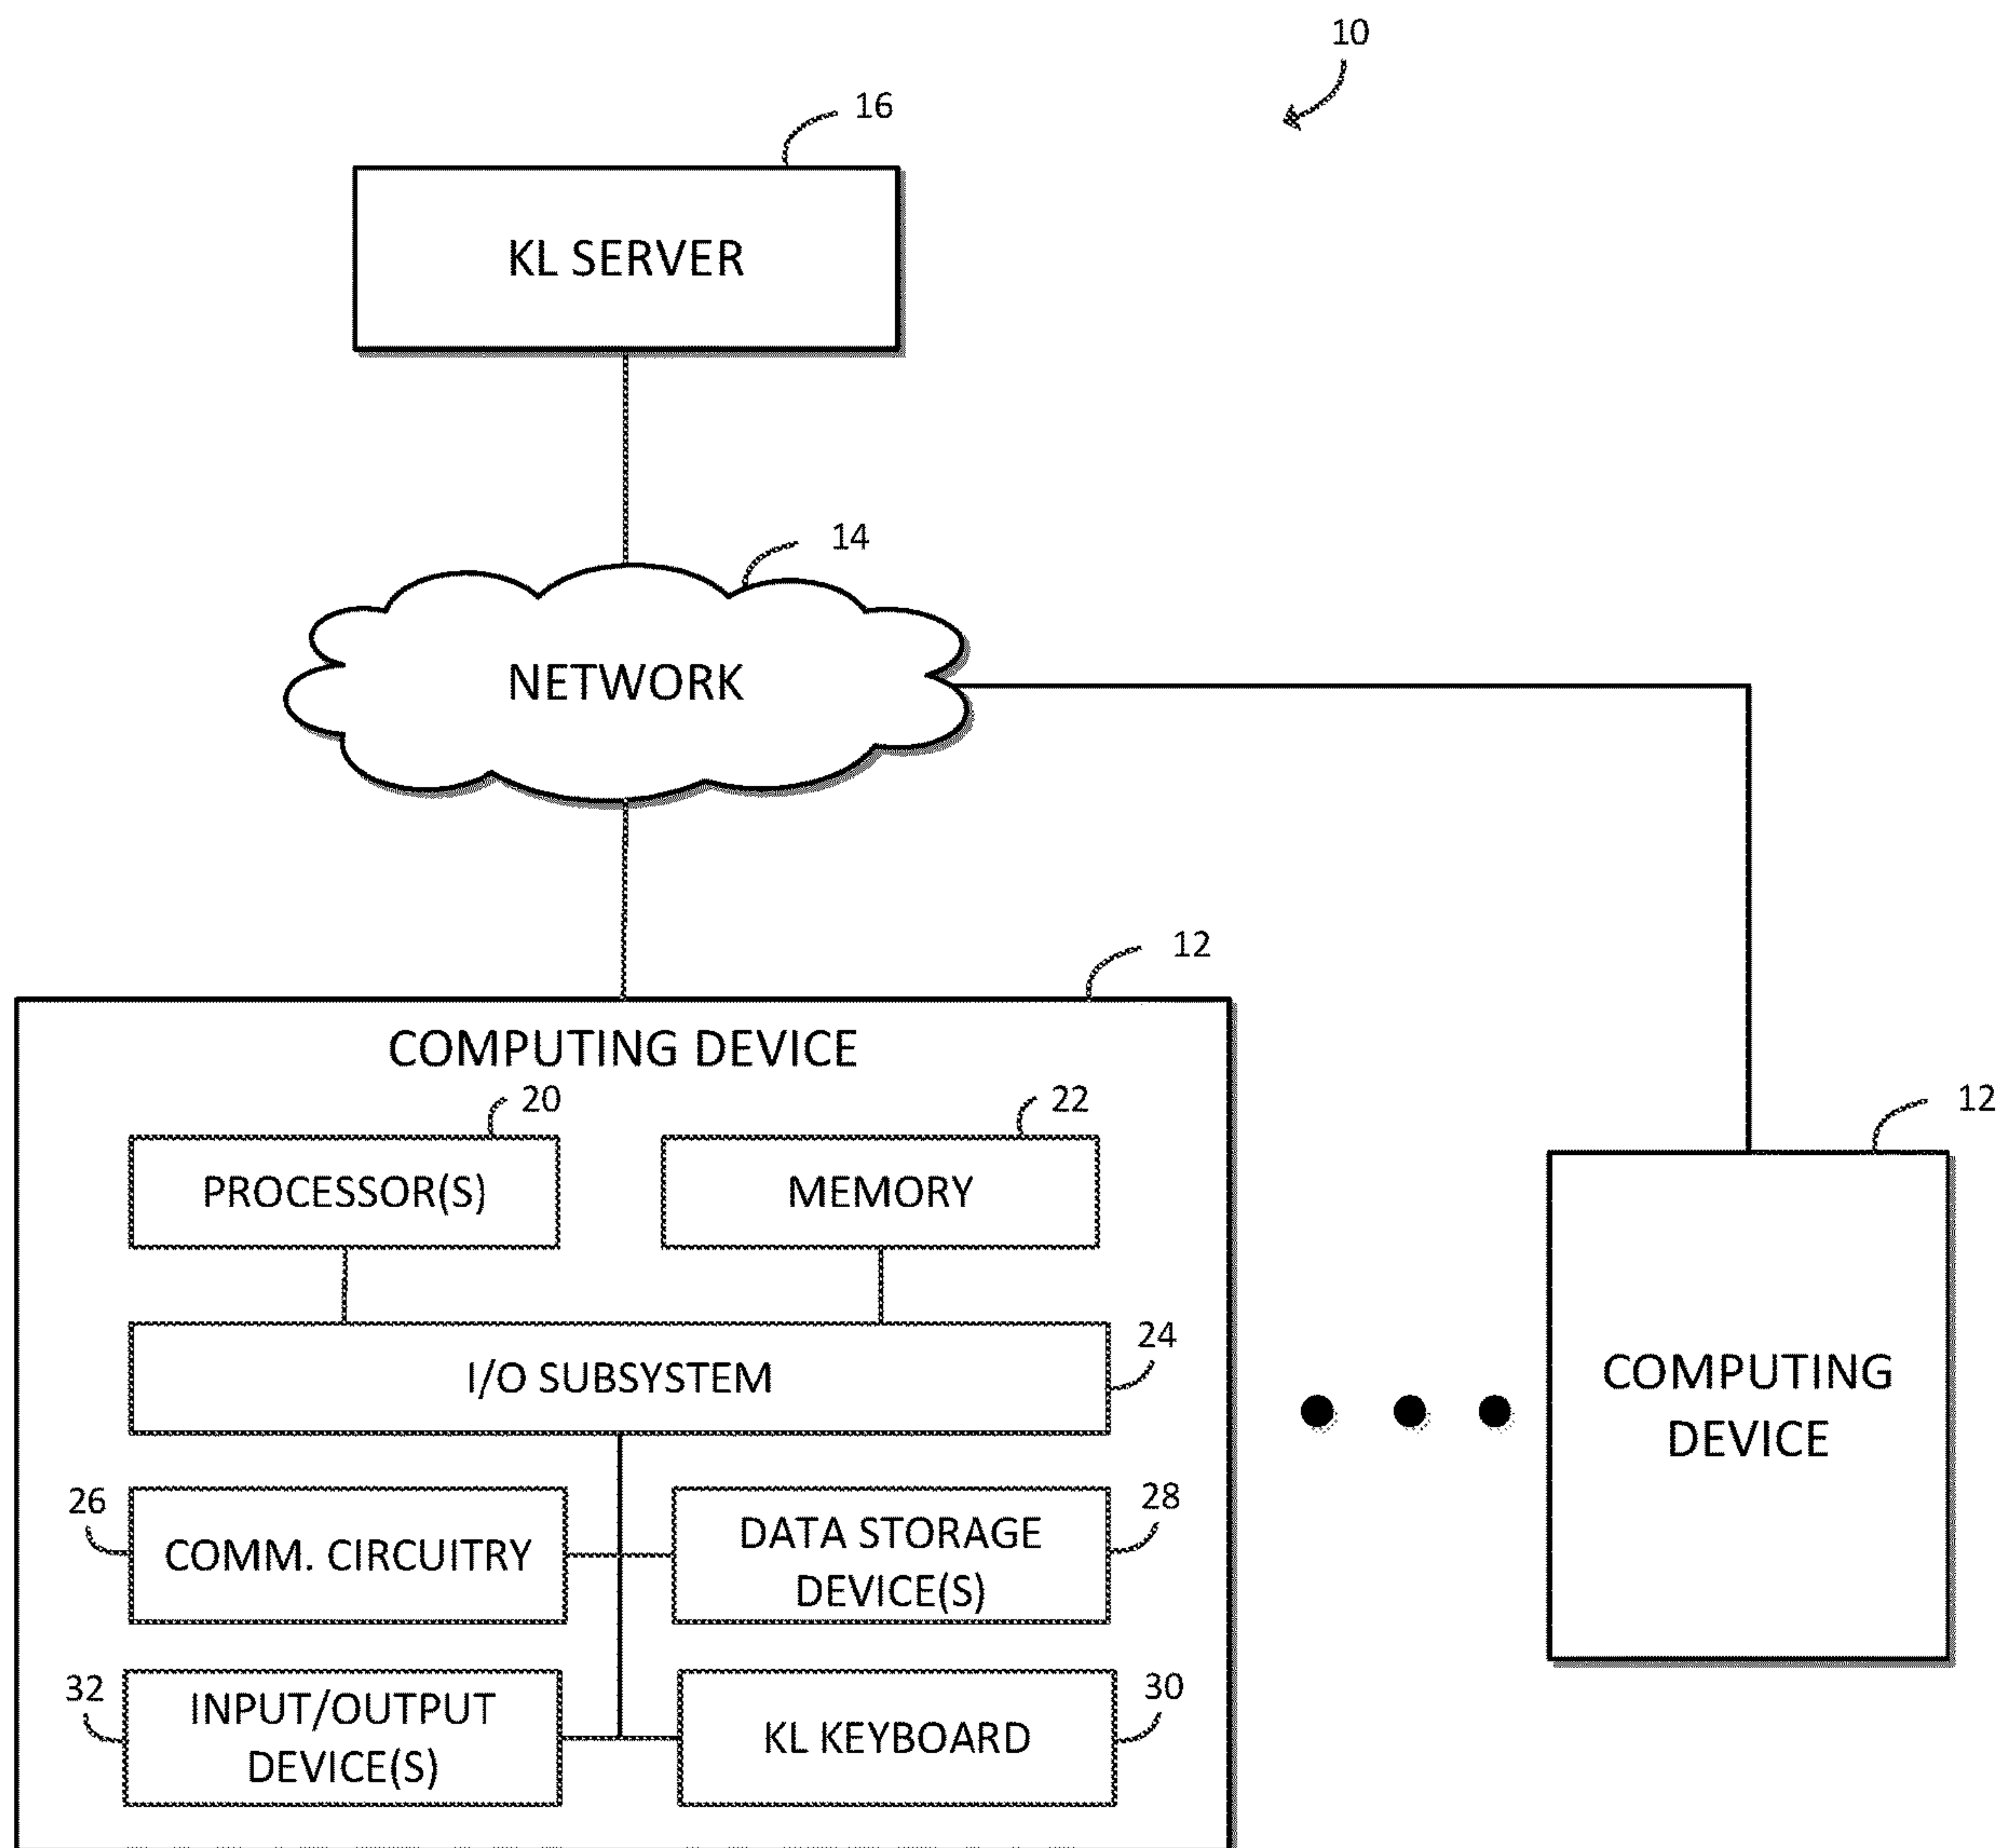 10
16
KL SERVER
14
NETWORK
12
COMPUTING DEVICE
20
22
PROCESSOR(S)
MEMORY
12
24
I/O SUBSYSTEM
COMPUTING
DEVICE
26
28
COMM. CIRCUITRY
DATA STORAGE
DEVICE(S)
32
30
INPUT/OUTPUT
DEVICE(S)
KL KEYBOARD